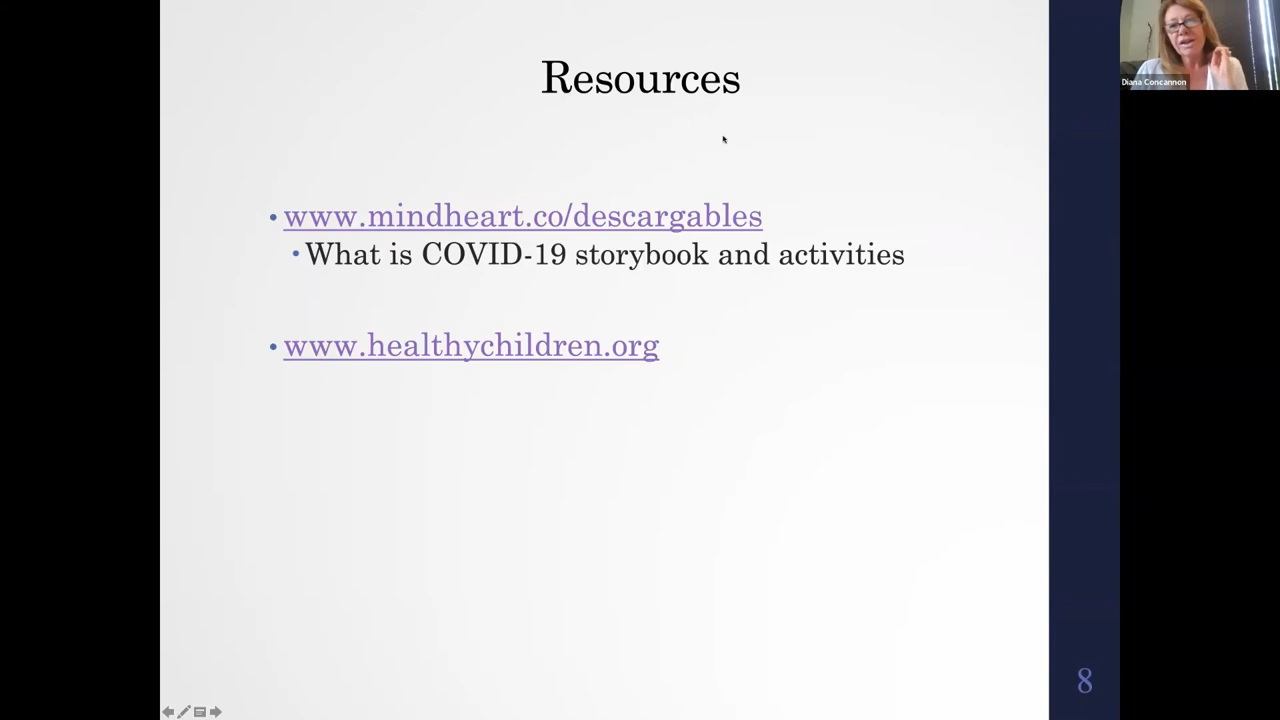 Resources
Diana Concannon
• www.mindheart.co/descargables
• What is COVID-19 storybook and activities
• www.healthychildren.org
8